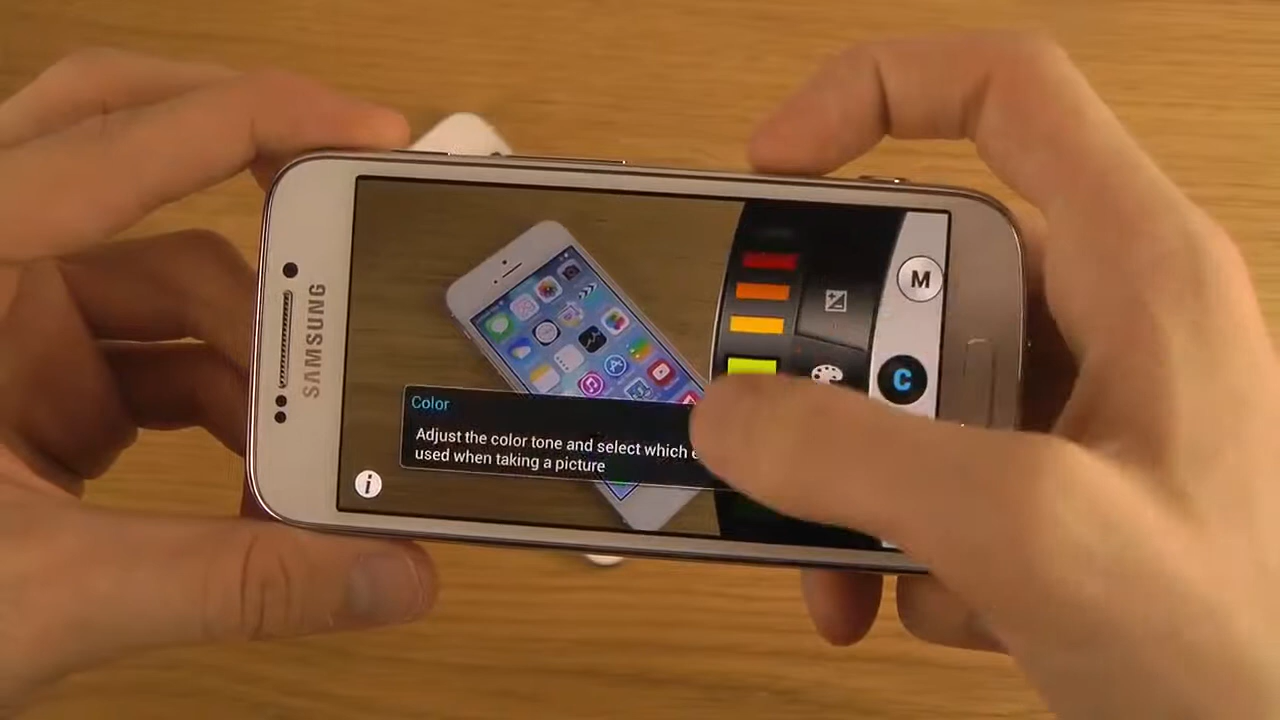 SAMSUNG
M
C
Color
Adjust the color tone and select which
used when taking a picture
i